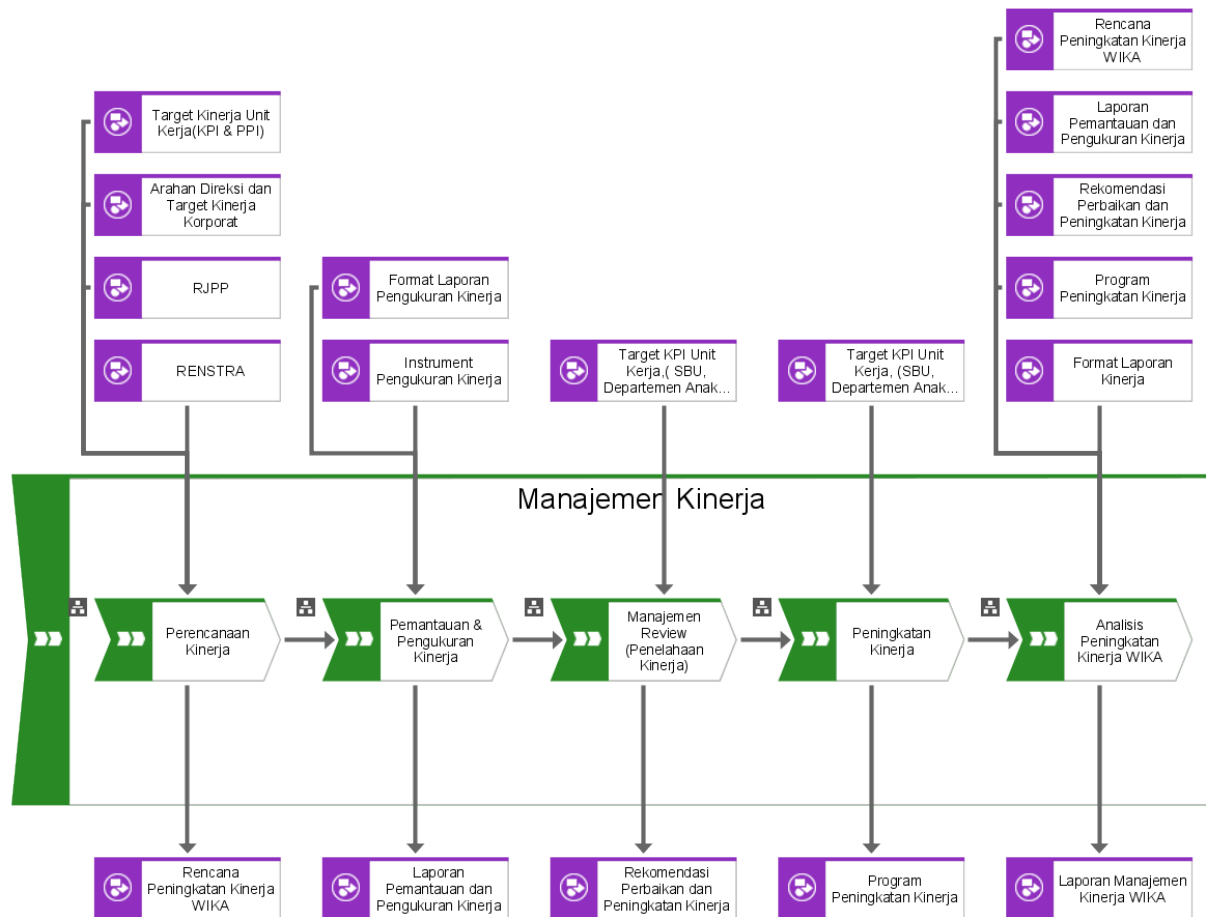 Rencana
Peningkatan Kinerja
WIKA
Target Kinerja Unit
Kerja(KPI & PPI)
Laporan
Pemantauan dan
Pengukuran Kinerja
Arahan Direksi dan
Target Kinerja
Korporat
Rekomendasi
Perbaikan dan
Peningkatan Kinerja
RJPP
Format Laporan
Pengukuran Kinerja
Program
Peningkatan Kinerja
RENSTRA
Instrument
Pengukuran Kinerja
Target KPI Unit
Kerja,( SBU,
Departemen Anak...
Target KPI Unit
Kerja, (SBU,
Departemen Anak...
Format Laporan
Kinerja
Manajemen Kinerja
Perencanaan
Kinerja
Pemantauan &
Pengukuran
Kinerja
Manajemen
Review
(Penelahaan
Kinerja)
Peningkatan
Kinerja
Analisis
Peningkatan
Kinerja WIKA
Rencana
Peningkatan Kinerja
WIKA
Laporan
Pemantauan dan
Pengukuran Kinerja
Rekomendasi
Perbaikan dan
Peningkatan Kinerja
Program
Peningkatan Kinerja
Laporan Manajemen
Kinerja WIKA